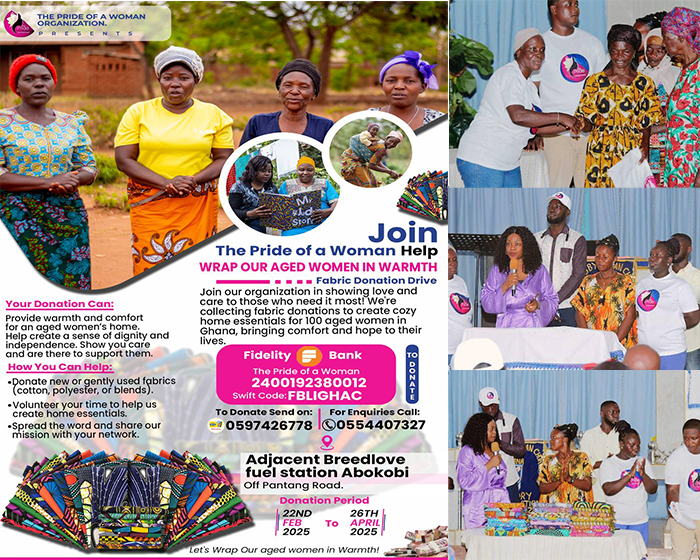 THE PRIDE OF A WOMAN
ORGANIZATION.
PRESENTS
My
Old
Story
Join
The Pride of a Woman Help
WRAP OUR AGED WOMEN IN WARMTH
Fabric Donation Drive
Join our organization in showing love and
care to those who need it most! We're
collecting fabric donations to create cozy
home essentials for 100 aged women in
Ghana, bringing comfort and hope to their
lives.
Your Donation Can:
Provide warmth and comfort
for an aged women's home.
Help create a sense of dignity and
independence. Show you care
and are there to support them.
How You Can Help:
•Donate new or gently used fabrics
(cotton, polyester, or blends).
•Volunteer your time to help us
create home essentials.
•Spread the word and share our
mission with your network.
Fidelity Bank
The Pride of a Woman
2400192380012
Swift Code:FBLIGHAC
TO DONATE
To Donate Send on:
0597426778
For Enquiries Call:
0554407327
Adjacent Breedlove
fuel station Abokobi
Off Pantang Road.
Donation Period
22ND
FEB
2025
To
26TH
APRIL
2025
Let's Wrap Our aged women in Warmth!